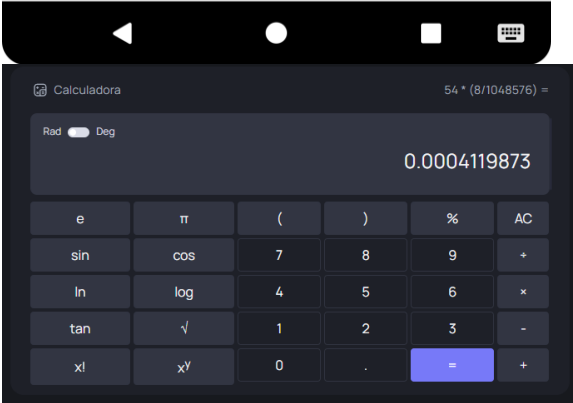 Calculadora 54 * (8/1048576) =
Rad Deg
0.0004119873
e π ( ) % AC
sin cos 7 8 9 ÷
ln log 4 5 6 ×
tan √ 1 2 3 -
x! xʸ 0 . = +